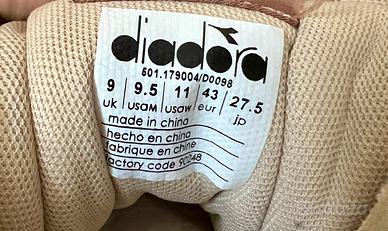 diadora
501.179004/D0098
9 | 9.5 | 11 | 43 | 27.5
uk | usaM | usaw | eur | jp
made in china
hecho en china
fabrique en chine
factory code 90248